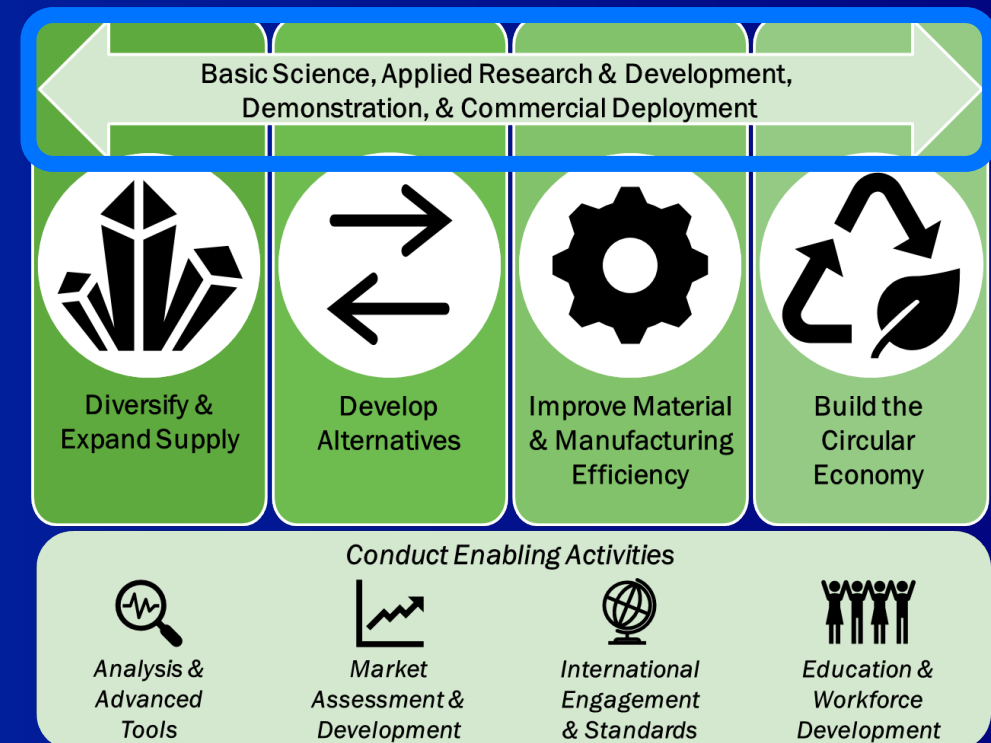 Basic Science, Applied Research & Development,
Demonstration, & Commercial Deployment
Diversify &
Expand Supply
Develop
Alternatives
Improve Material
& Manufacturing
Efficiency
Build the
Circular
Economy
Conduct Enabling Activities
Analysis &
Advanced
Tools
Market
Assessment &
Development
International
Engagement
& Standards
Education &
Workforce
Development